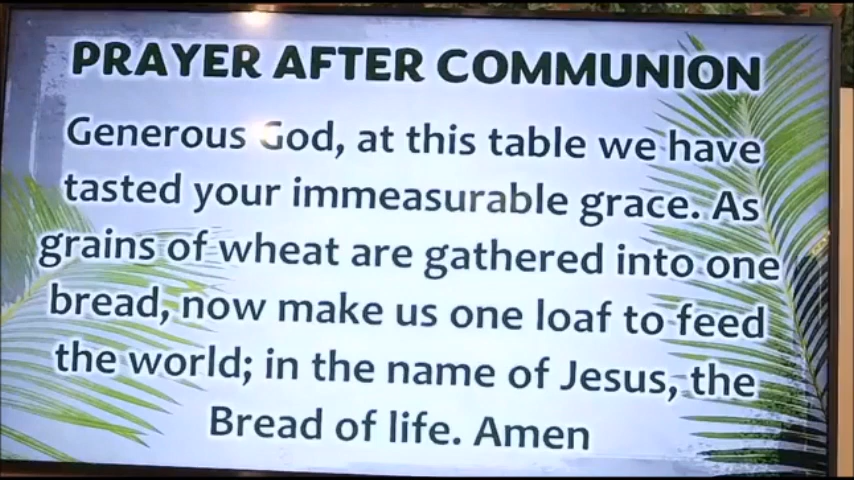 PRAYER AFTER COMMUNION
Generous God, at this table we have
tasted your immeasurable grace. As
grains of wheat are gathered into one
bread, now make us one loaf to feed
the world; in the name of Jesus, the
Bread of life. Amen